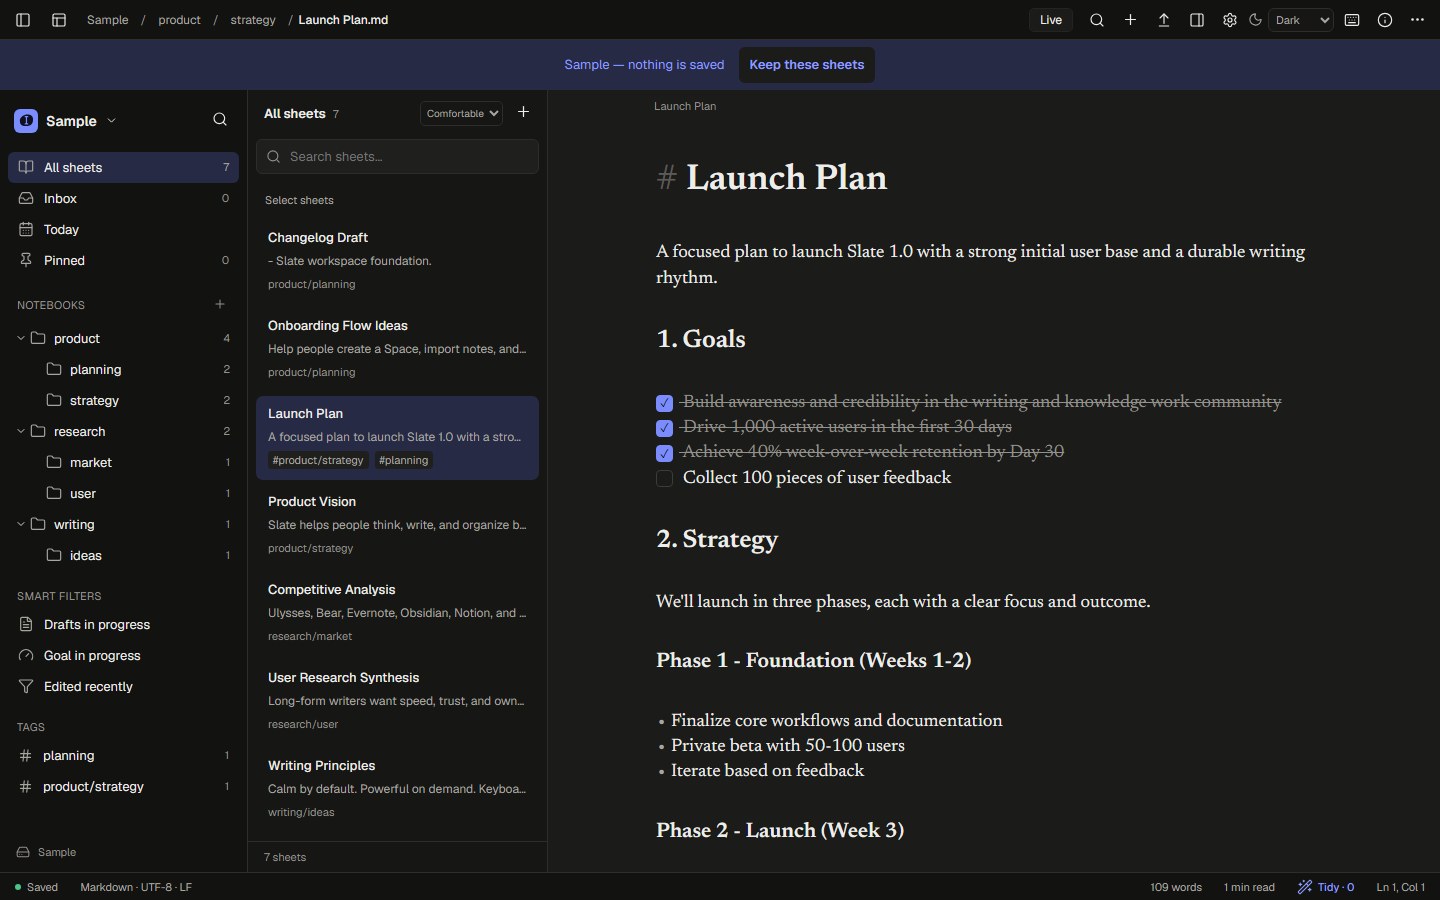 Sample / product / strategy / Launch Plan.md
Live
Dark
Sample — nothing is saved
Keep these sheets
Sample
All sheets 7
Inbox 0
Today
Pinned 0
NOTEBOOKS
product 4
planning 2
strategy 2
research 2
market 1
user 1
writing 1
ideas 1
SMART FILTERS
Drafts in progress
Goal in progress
Edited recently
TAGS
# planning 1
# product/strategy 1
Sample
All sheets 7
Comfortable
Search sheets...
Select sheets
Changelog Draft
- Slate workspace foundation.
product/planning
Onboarding Flow Ideas
Help people create a Space, import notes, and...
product/planning
Launch Plan
A focused plan to launch Slate 1.0 with a stro...
#product/strategy #planning
Product Vision
Slate helps people think, write, and organize b...
product/strategy
Competitive Analysis
Ulysses, Bear, Evernote, Obsidian, Notion, and ...
research/market
User Research Synthesis
Long-form writers want speed, trust, and own...
research/user
Writing Principles
Calm by default. Powerful on demand. Keyboa...
writing/ideas
7 sheets
Launch Plan
# Launch Plan
A focused plan to launch Slate 1.0 with a strong initial user base and a durable writing
rhythm.
1. Goals
Build awareness and credibility in the writing and knowledge work community
Drive 1,000 active users in the first 30 days
Achieve 40% week-over-week retention by Day 30
Collect 100 pieces of user feedback
2. Strategy
We'll launch in three phases, each with a clear focus and outcome.
Phase 1 - Foundation (Weeks 1-2)
• Finalize core workflows and documentation
• Private beta with 50-100 users
• Iterate based on feedback
Phase 2 - Launch (Week 3)
Saved
Markdown · UTF-8 · LF
109 words
1 min read
Tidy · 0
Ln 1, Col 1